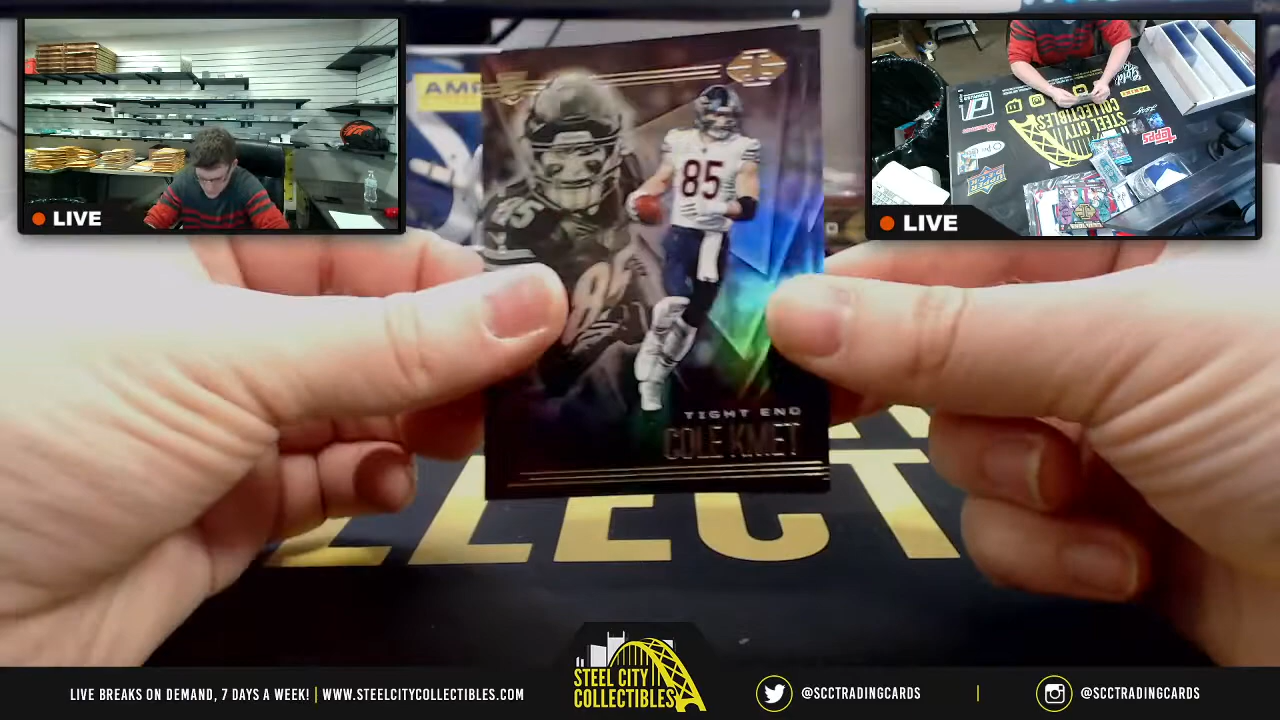 LIVE
LIVE
85
85
TIGHT END
COLE KMET
LIVE BREAKS ON DEMAND, 7 DAYS A WEEK! | WWW.STEELCITYCOLLECTIBLES.COM
STEEL CITY
COLLECTIBLES
@SCCTRADINGCARDS
@SCCTRADINGCARDS
STEEL CITY
COLLECTIBLES
TOPPS